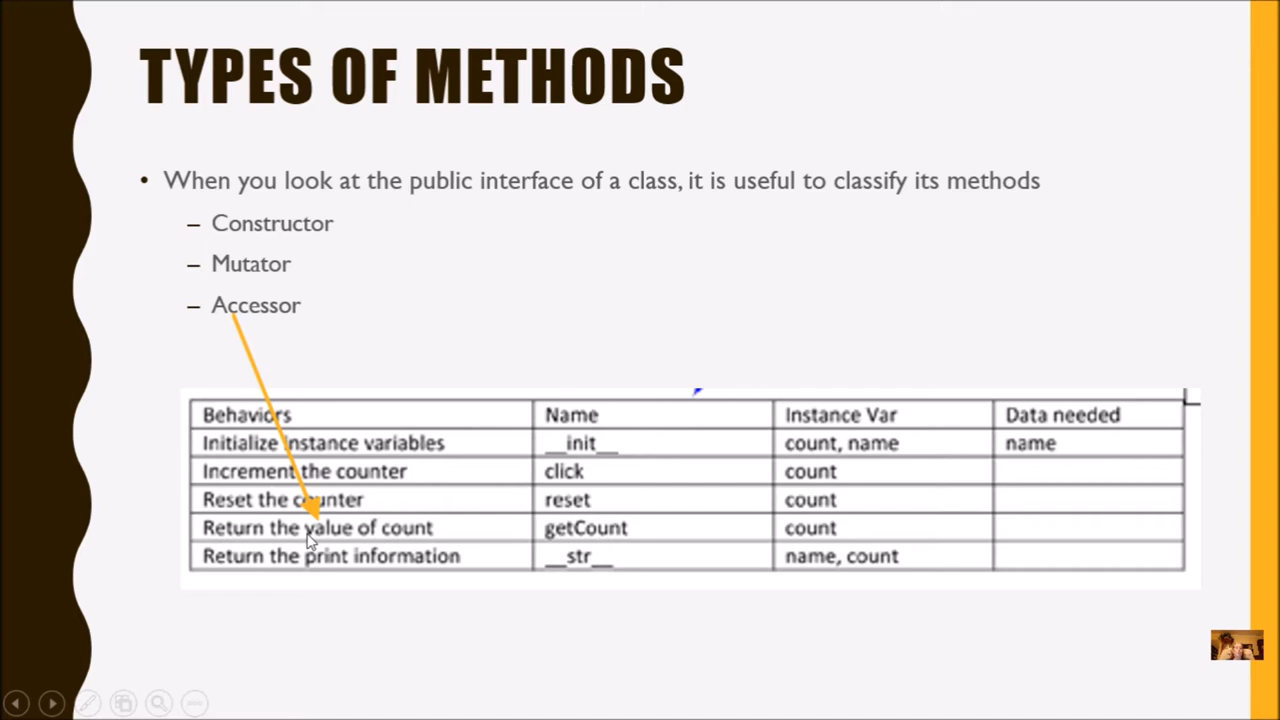 TYPES OF METHODS
• When you look at the public interface of a class, it is useful to classify its methods
– Constructor
– Mutator
– Accessor
Behaviors Name Instance Var Data needed
Initialize instance variables __init__ count, name name
Increment the counter click count
Reset the counter reset count
Return the value of count getCount count
Return the print information __str__ name, count